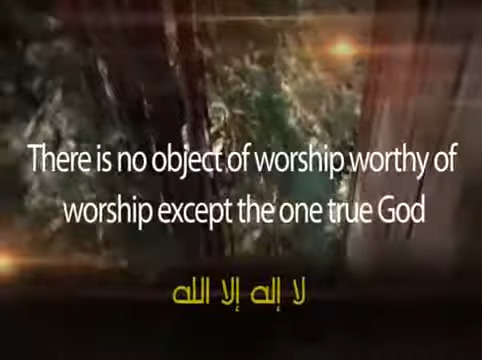 There is no object of worship worthy of
worship except the one true God
لا إله إلا الله